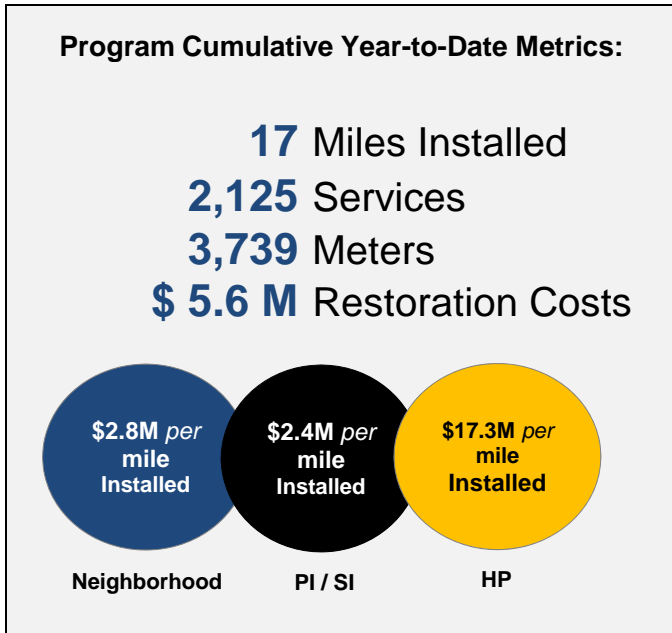 Program Cumulative Year-to-Date Metrics:
17 Miles Installed
2,125 Services
3,739 Meters
$ 5.6 M Restoration Costs
$2.8M per
mile
Installed
$2.4M per
mile
Installed
$17.3M per
mile
Installed
Neighborhood
PI / SI
HP